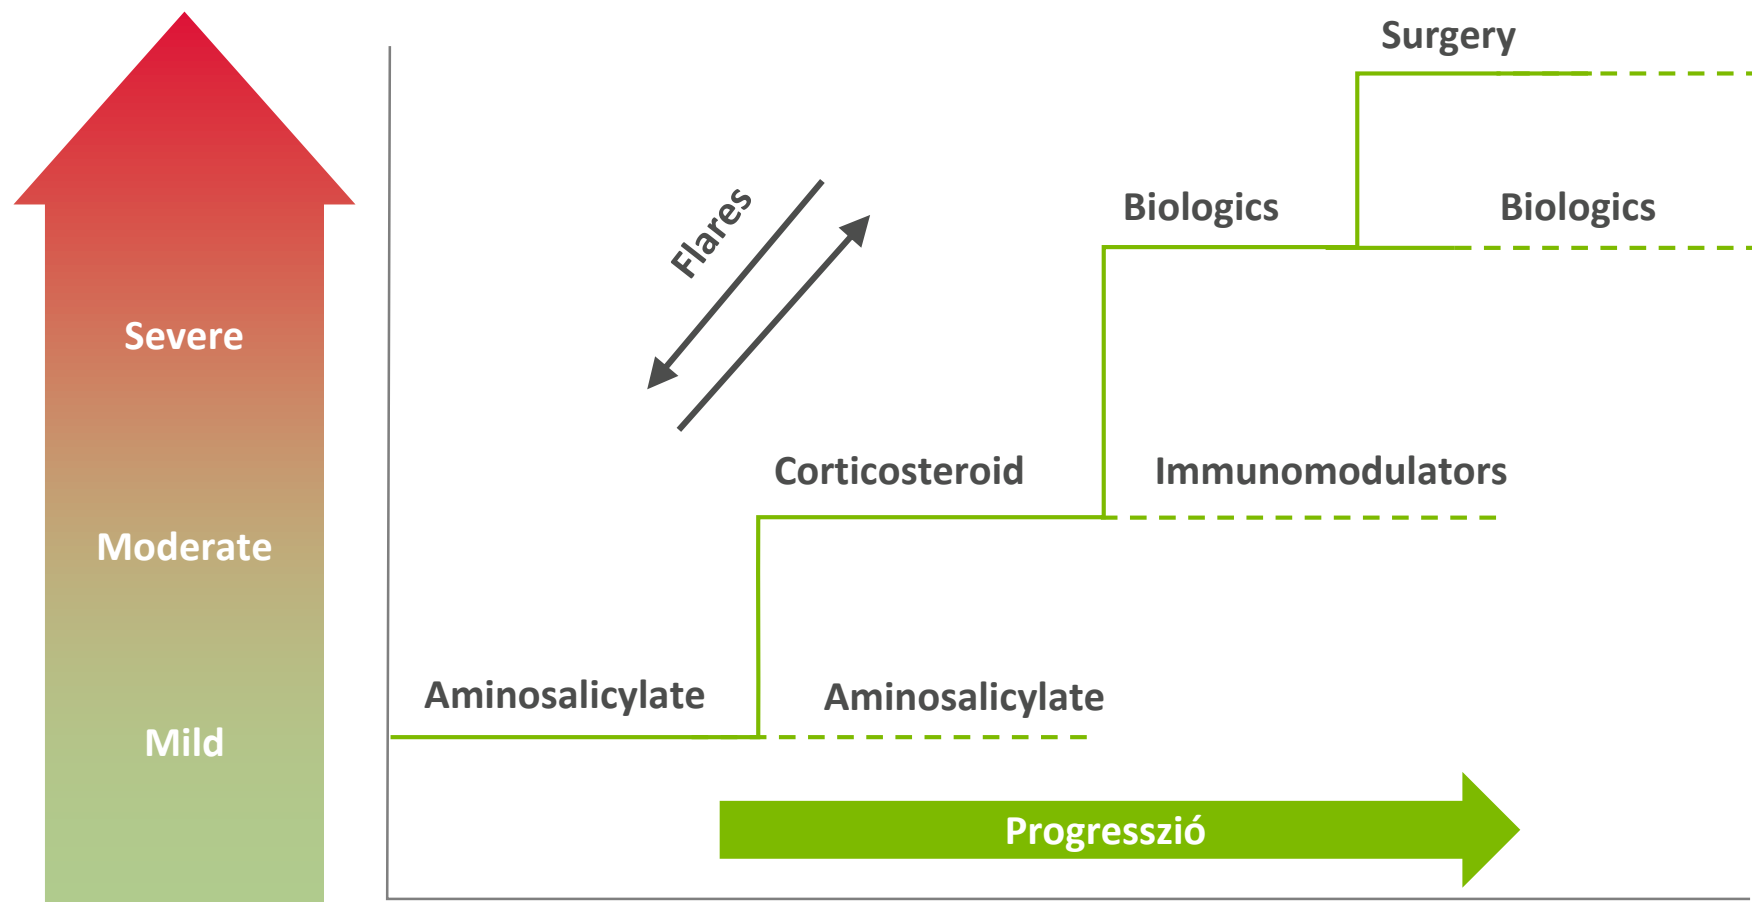 Surgery
Biologics
Biologics
Flares
Severe
Corticosteroid
Immunomodulators
Moderate
Aminosalicylate
Aminosalicylate
Mild
Progresszió